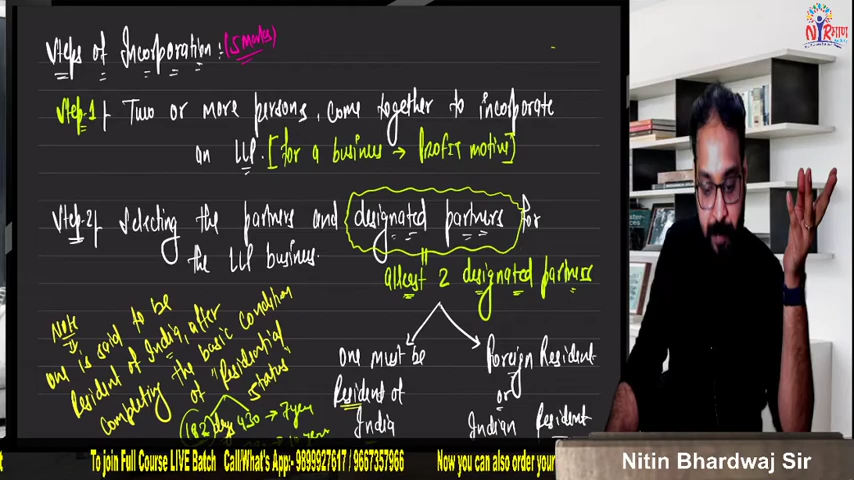 Steps of Incorporation :- (5 marks)
Step-1 :- Two or more persons, come together to incorporate
an LLP. [for a business → Profit motive]
Step-2 :- Selecting the partners and designated partners for
the LLP business.
atleast 2 designated partners
One must be
Resident of
India
Foreign Resident
or
Indian Resident
Note
One is said to be
Resident of India, after
completing the basic condition
of "Residential
Status"
182 days 430 → 7 year
To join Full Course LIVE Batch Call/What's App:- 9899927617 / 9667357966 Now you can also order your
Nitin Bhardwaj Sir